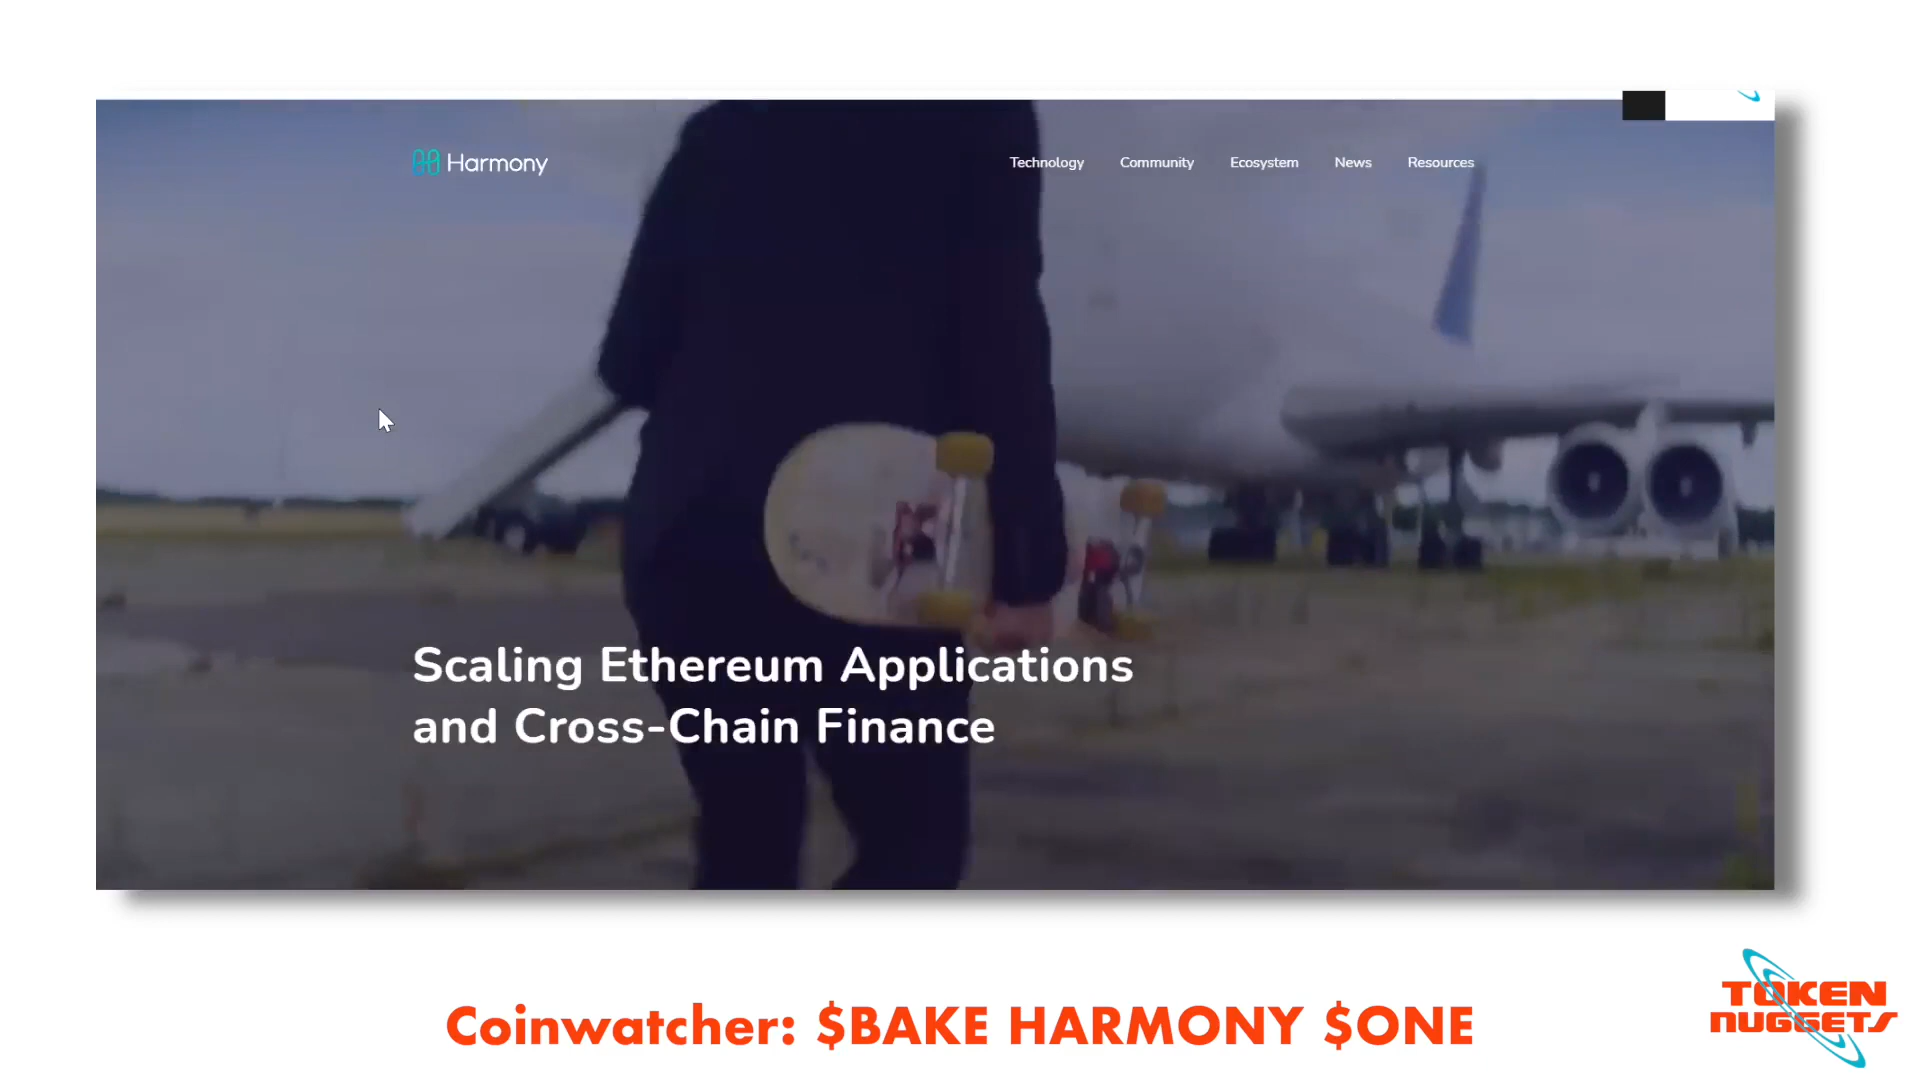 Harmony
Technology Community Ecosystem News Resources
Scaling Ethereum Applications
and Cross-Chain Finance
Coinwatcher: $BAKE HARMONY $ONE
TOKEN
NUGGETS